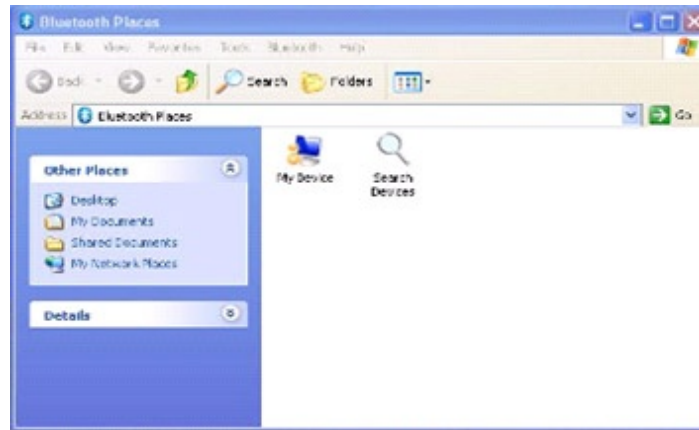 Bluetooth Places
File Edit View Favorites Tools Bluetooth Help
Back Search Folders
Address Bluetooth Places Go
Other Places
Desktop
My Documents
Shared Documents
My Network Places
Details
My Device
Search
Devices